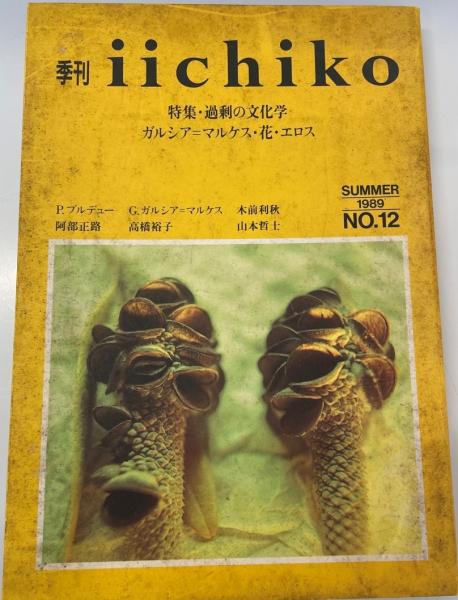 季刊 iichiko
特集・過剰の文化学
ガルシア=マルケス・花・エロス
SUMMER
1989
NO.12
P.ブルデュー G.ガルシア=マルケス 木前利秋
阿部正路 高橋裕子 山本哲士